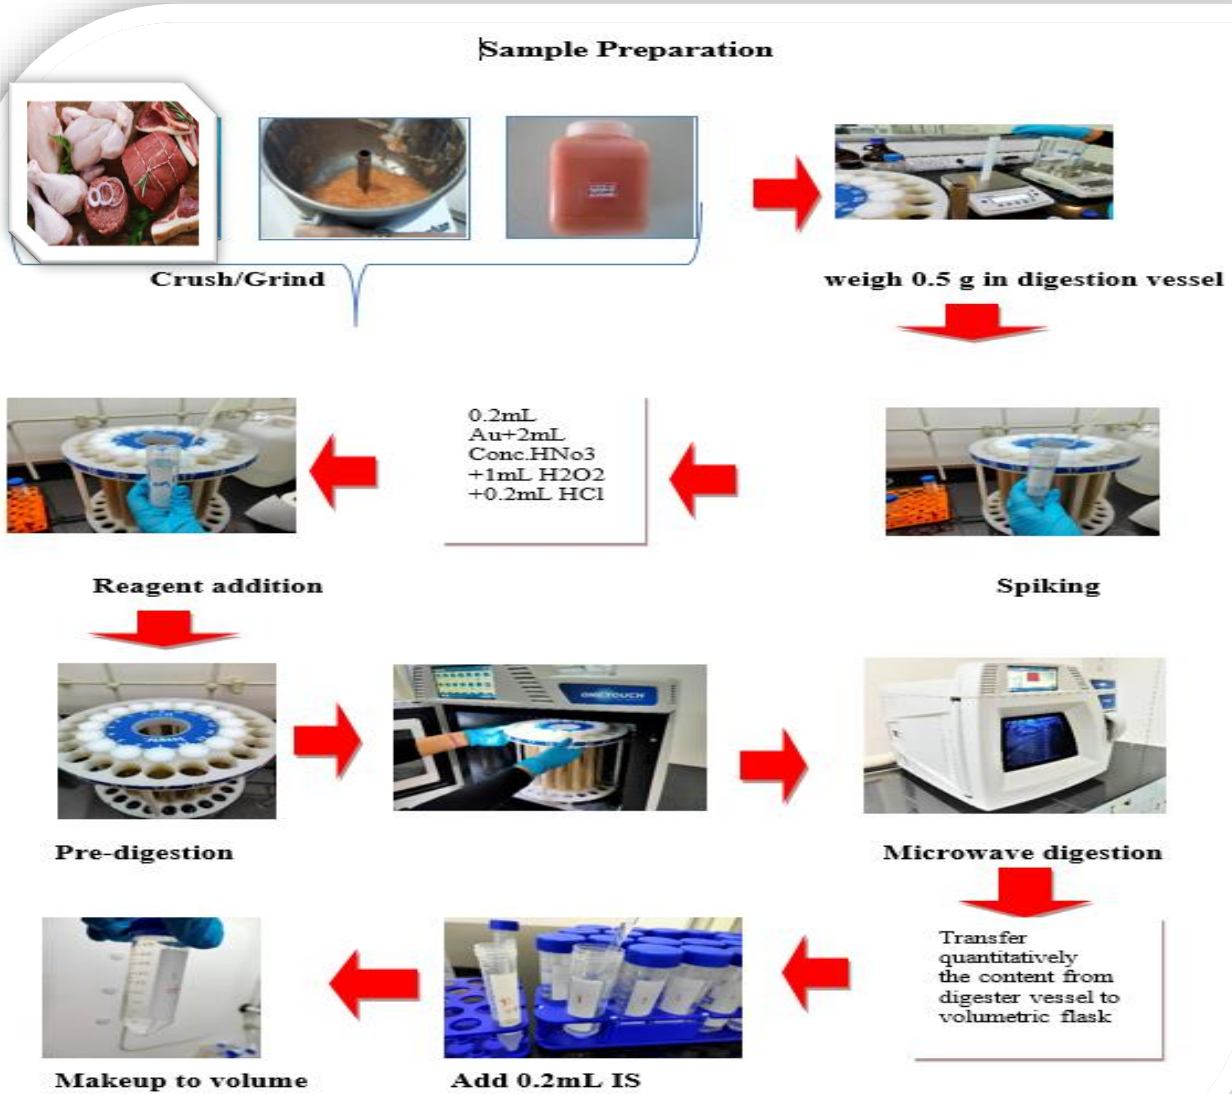 Sample Preparation
Crush/Grind
weigh 0.5 g in digestion vessel
Spiking
0.2mL
Au+2mL
Conc.HNo3
+1mL H2O2
+0.2mL HCl
Reagent addition
Pre-digestion
ONETOUCH
Microwave digestion
Transfer
quantitatively
the content from
digester vessel to
volumetric flask
Add 0.2mL IS
Makeup to volume